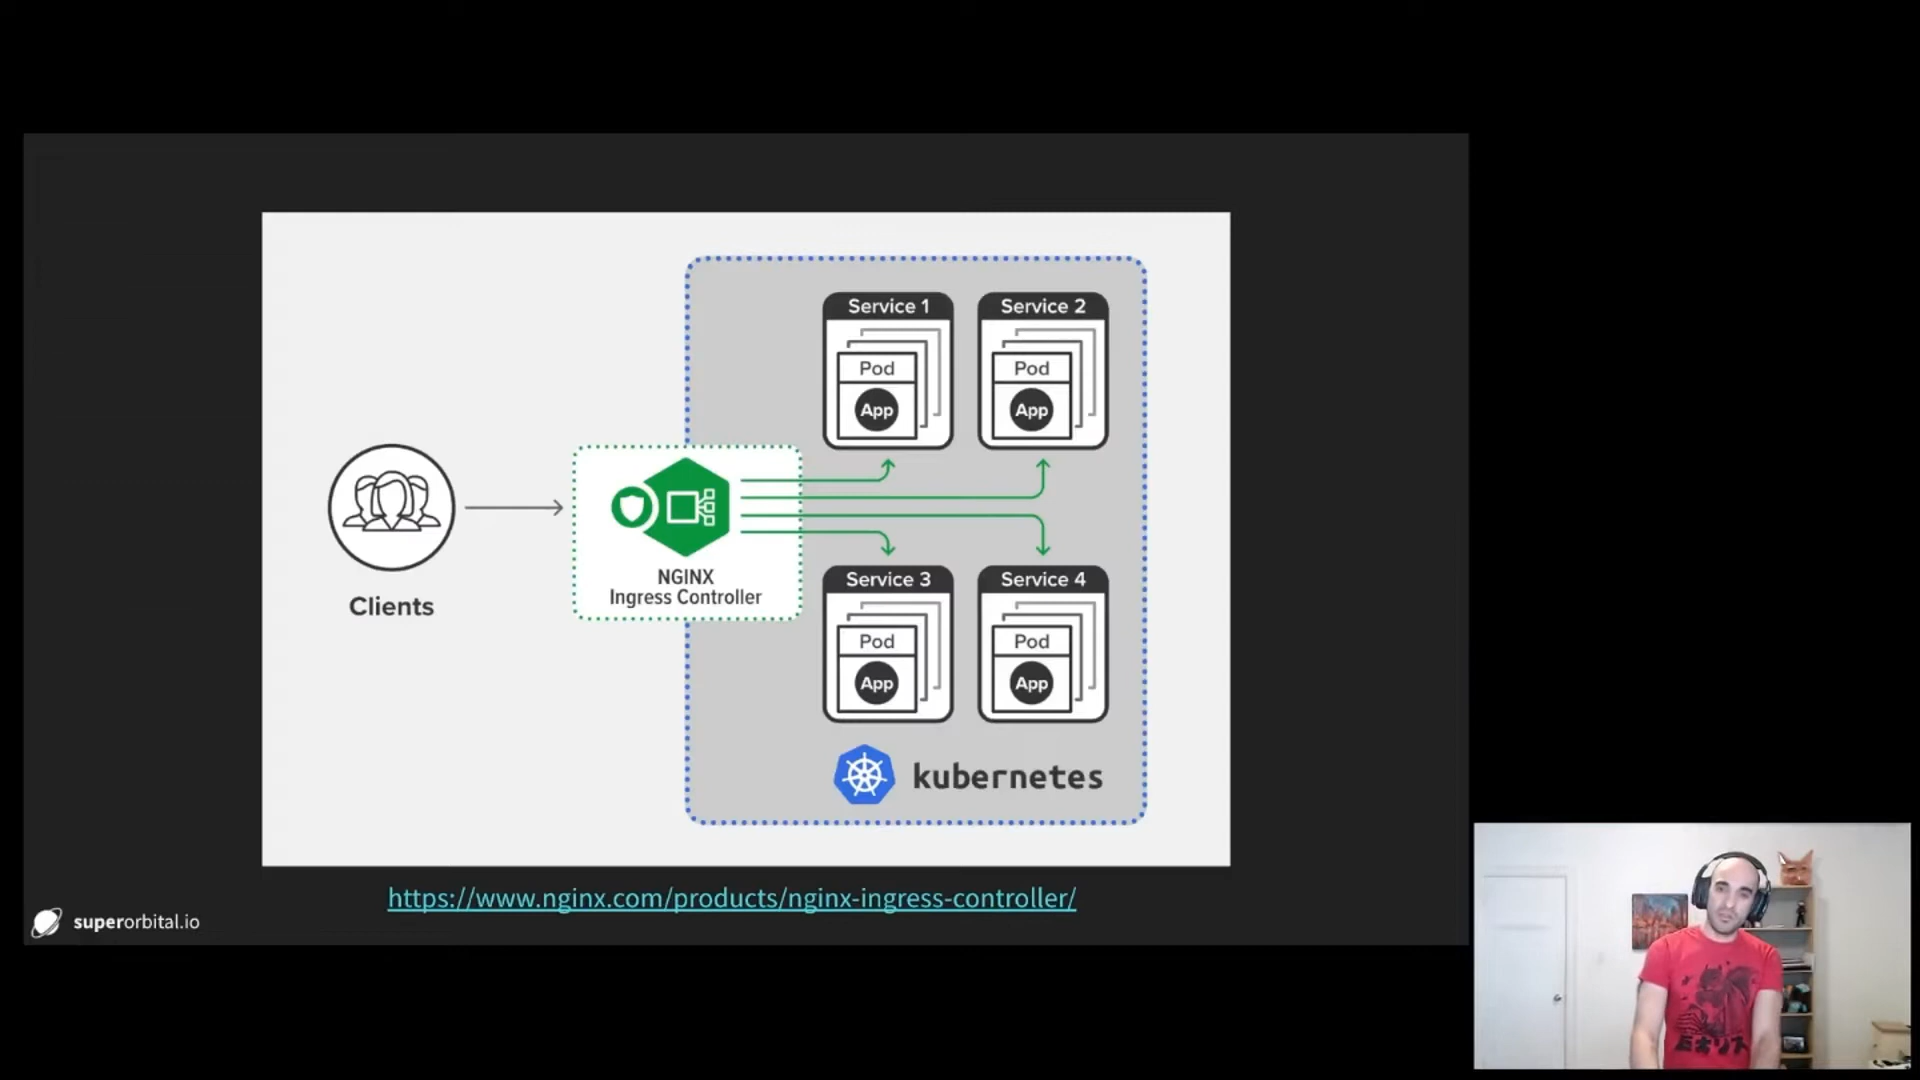 Service 1
Service 2
Pod
App
Pod
App
Clients
NGINX
Ingress Controller
Service 3
Service 4
Pod
App
Pod
App
kubernetes
https://www.nginx.com/products/nginx-ingress-controller/
superorbital.io